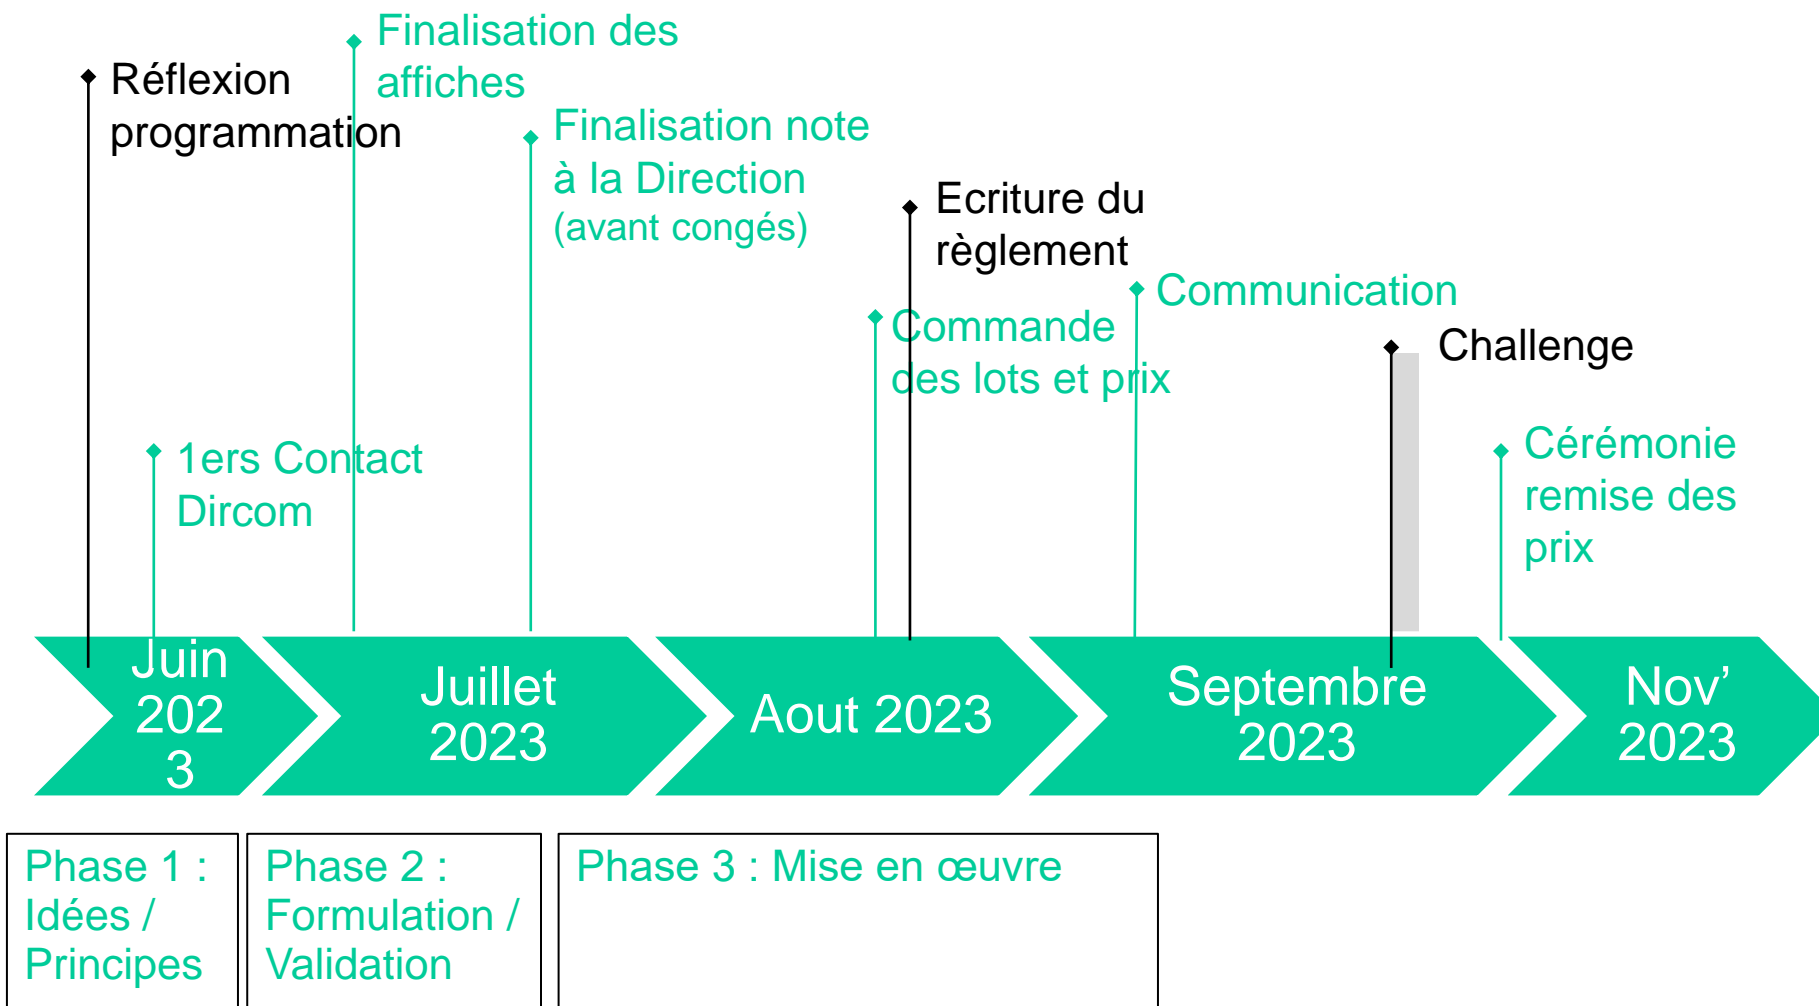 Finalisation des
affiches
Réflexion
programmation
Finalisation note
à la Direction
(avant congés)
Ecriture du
règlement
Communication
Commande
des lots et prix
Challenge
1ers Contact
Dircom
Cérémonie
remise des
prix
Juin
202
3
Juillet
2023
Aout 2023
Septembre
2023
Nov’
2023
Phase 1 :
Idées /
Principes
Phase 2 :
Formulation /
Validation
Phase 3 : Mise en œuvre